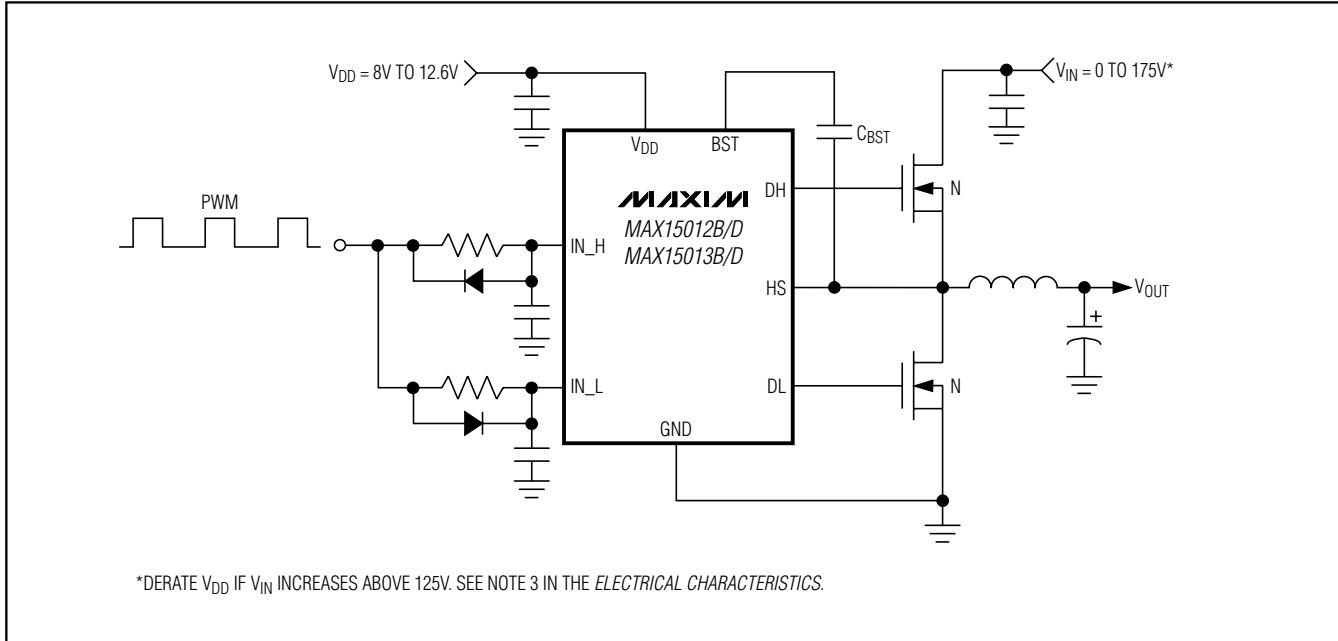 V_DD = 8V TO 12.6V
V_IN = 0 TO 175V*
C_BST
V_DD
BST
PWM
MAXIM
MAX15012B/D
MAX15013B/D
DH
N
IN_H
HS
V_OUT
+
IN_L
DL
N
GND
*DERATE V_DD IF V_IN INCREASES ABOVE 125V. SEE NOTE 3 IN THE ELECTRICAL CHARACTERISTICS.